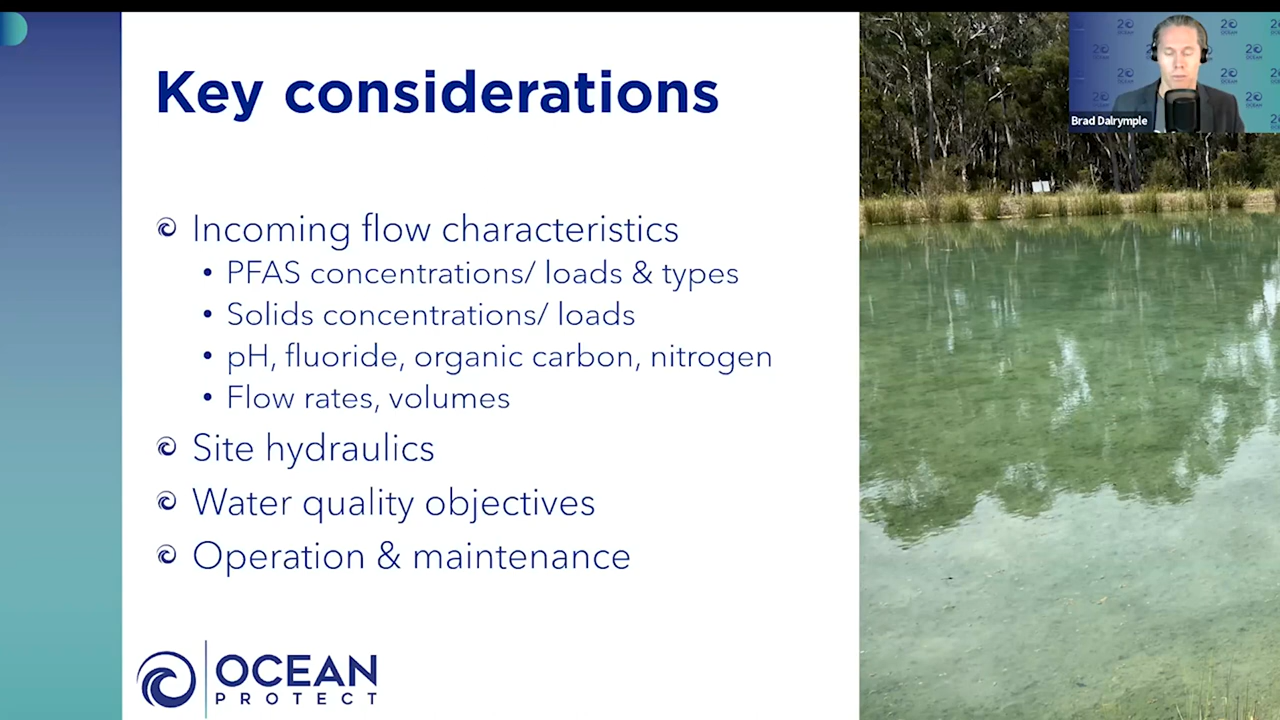 Key considerations
Incoming flow characteristics
• PFAS concentrations/ loads & types
• Solids concentrations/ loads
• pH, fluoride, organic carbon, nitrogen
• Flow rates, volumes
Site hydraulics
Water quality objectives
Operation & maintenance
OCEAN
PROTECT
Brad Dalrymple